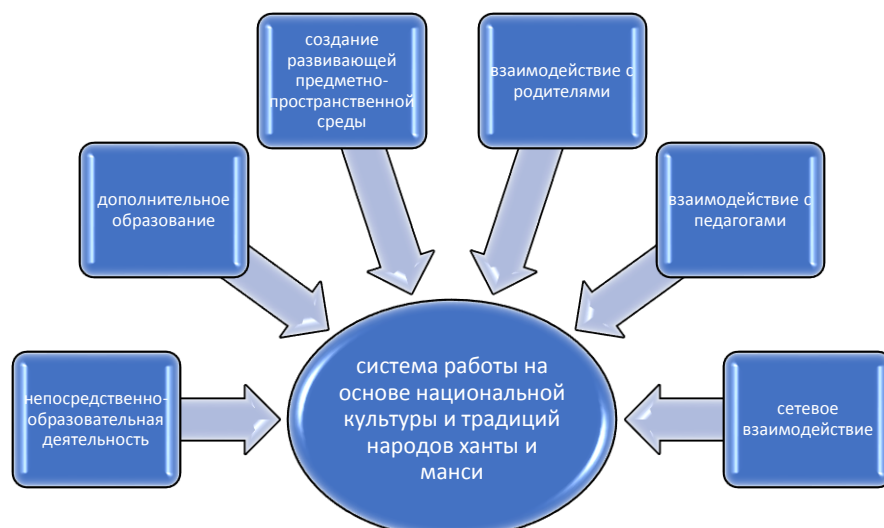 создание
развивающей
предметно-
пространственной
среды
взаимодействие с
родителями
дополнительное
образование
взаимодействие с
педагогами
непосредственно-
образовательная
деятельность
система работы на
основе национальной
культуры и традиций
народов ханты и
манси
сетевое
взаимодействие